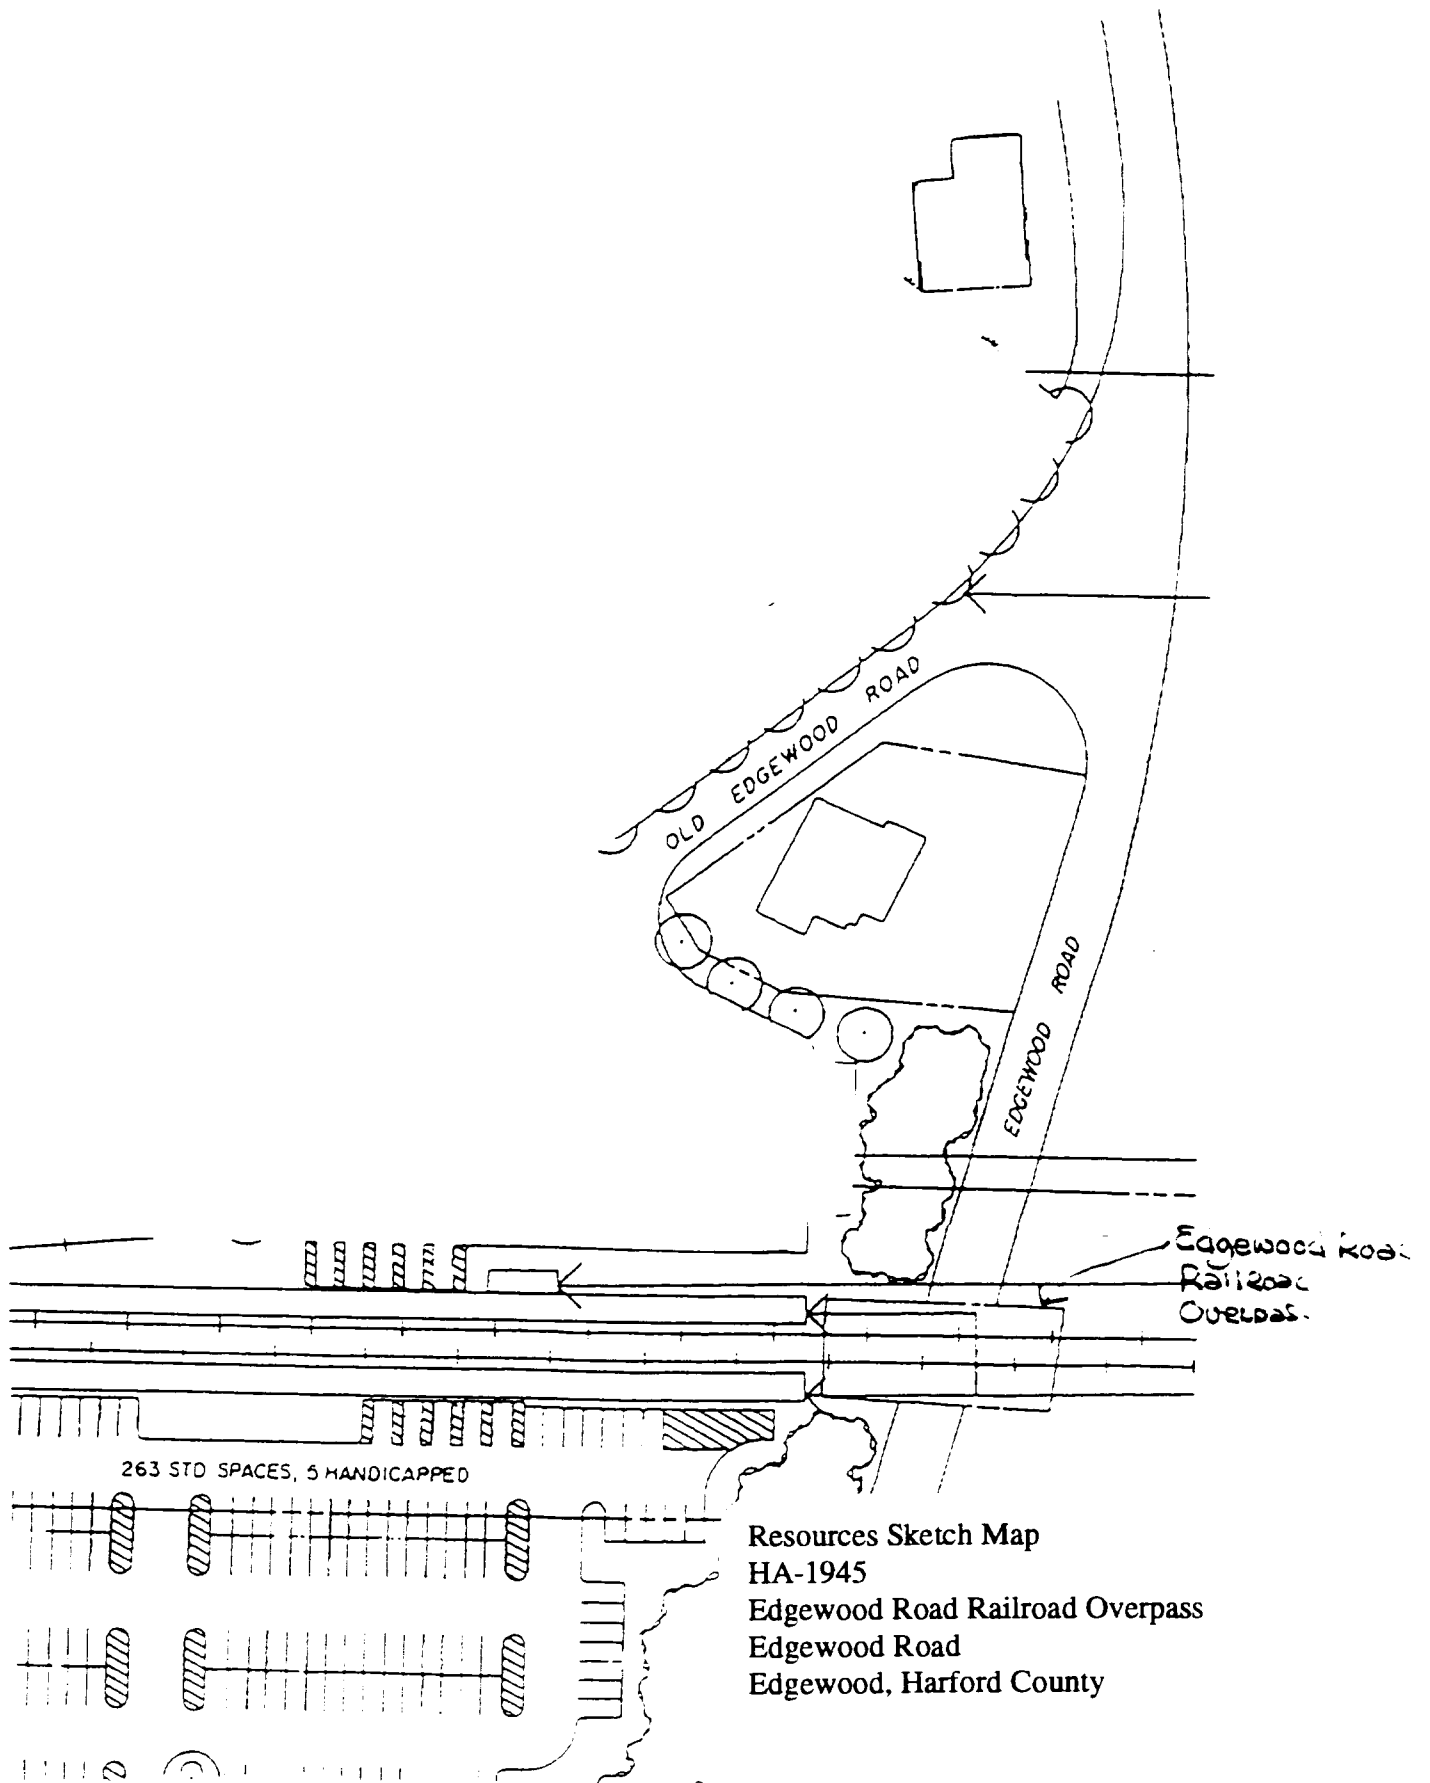 OLD EDGEWOOD ROAD
EDGEWOOD ROAD
Edgewood Road
Railroad
Overpas.
263 STD SPACES, 5 HANDICAPPED
Resources Sketch Map
HA-1945
Edgewood Road Railroad Overpass
Edgewood Road
Edgewood, Harford County